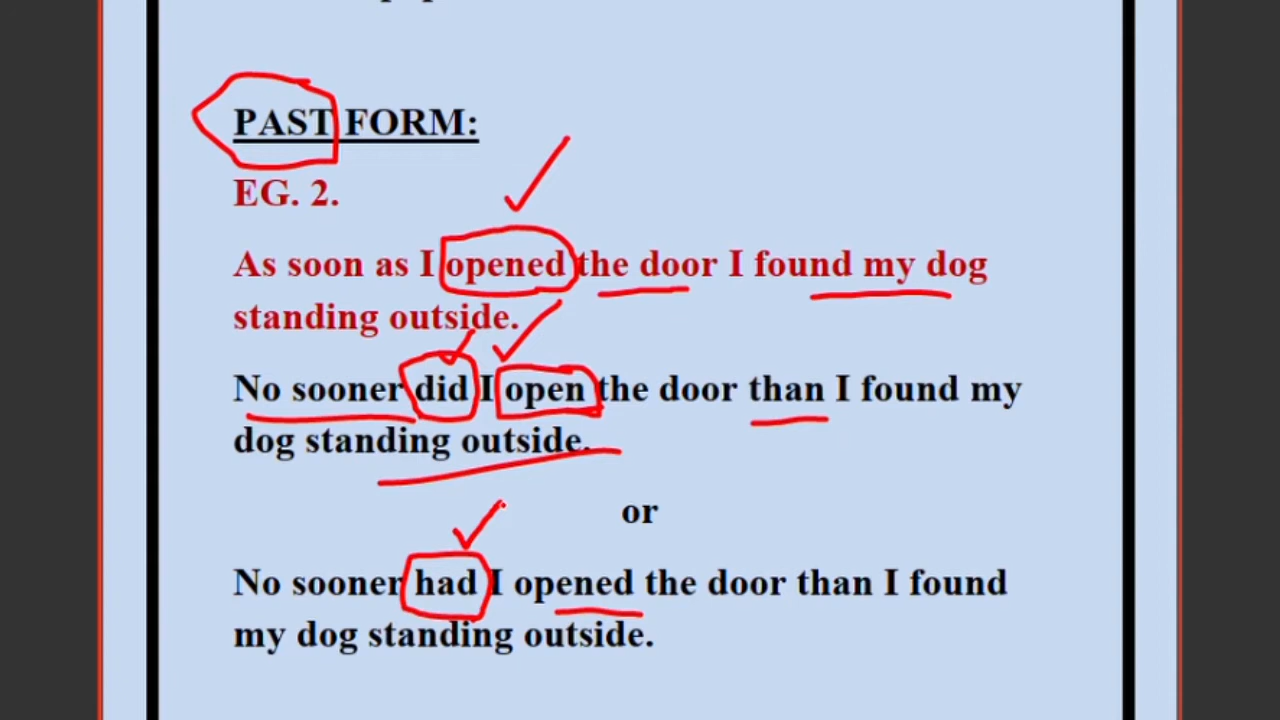 PAST FORM:
EG. 2.
As soon as I opened the door I found my dog
standing outside.
No sooner did I open the door than I found my
dog standing outside.
or
No sooner had I opened the door than I found
my dog standing outside.